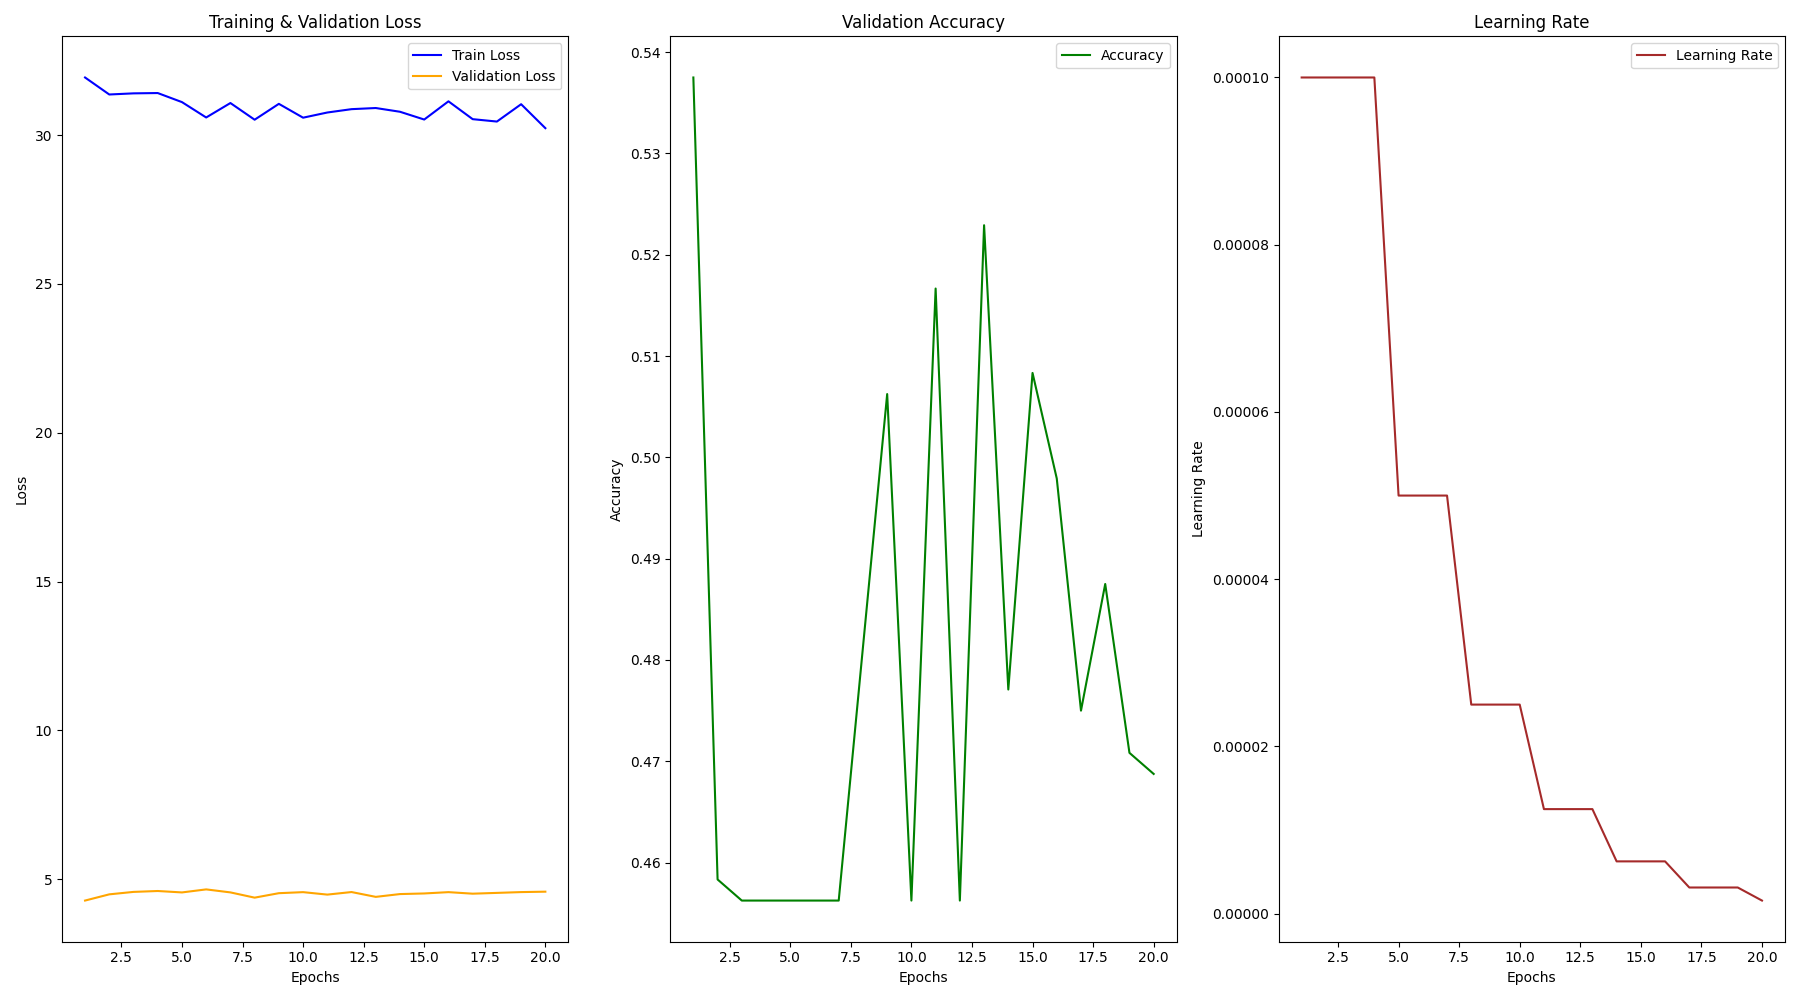 Training & Validation Loss
Train Loss
Validation Loss
30
25
20
15
10
5
Loss
2.5 5.0 7.5 10.0 12.5 15.0 17.5 20.0
Epochs
Validation Accuracy
Accuracy
0.54
0.53
0.52
0.51
0.50
0.49
0.48
0.47
0.46
Accuracy
2.5 5.0 7.5 10.0 12.5 15.0 17.5 20.0
Epochs
Learning Rate
Learning Rate
0.00010
0.00008
0.00006
0.00004
0.00002
0.00000
Learning Rate
2.5 5.0 7.5 10.0 12.5 15.0 17.5 20.0
Epochs